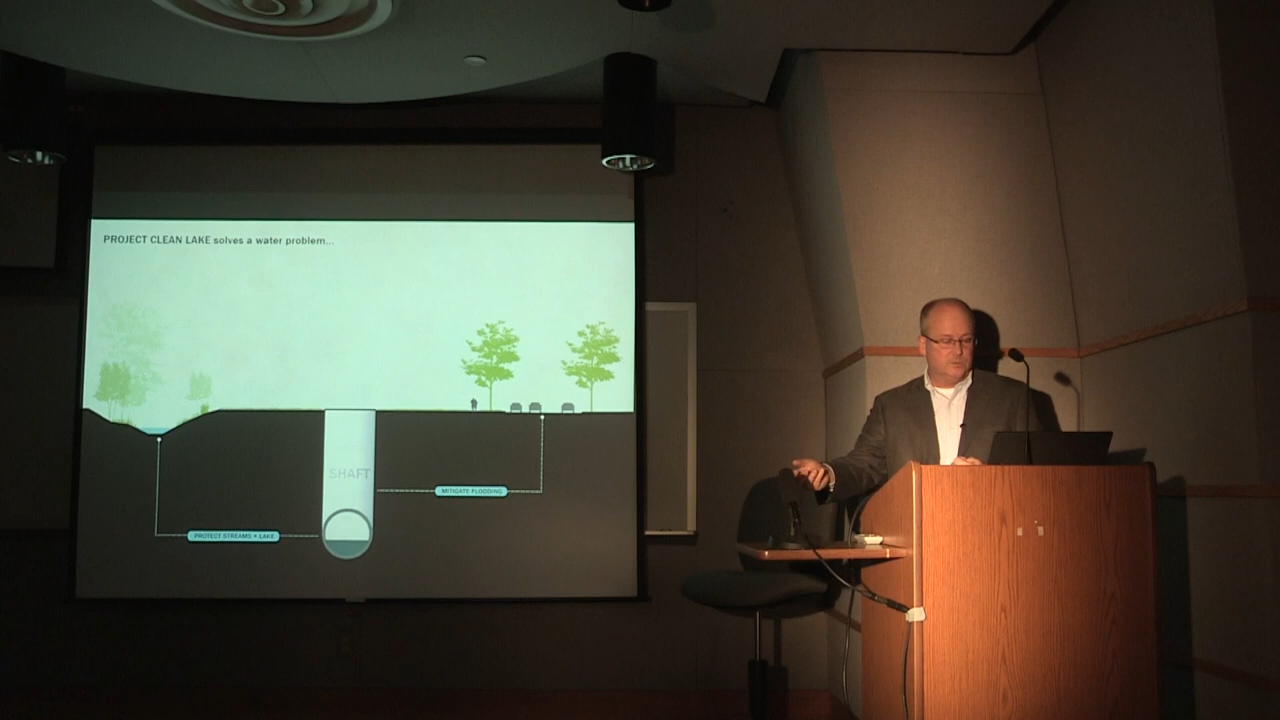 PROJECT CLEAN LAKE solves a water problem...
SHAFT
MITIGATE FLOODING
PROTECT STREAMS + LAKE